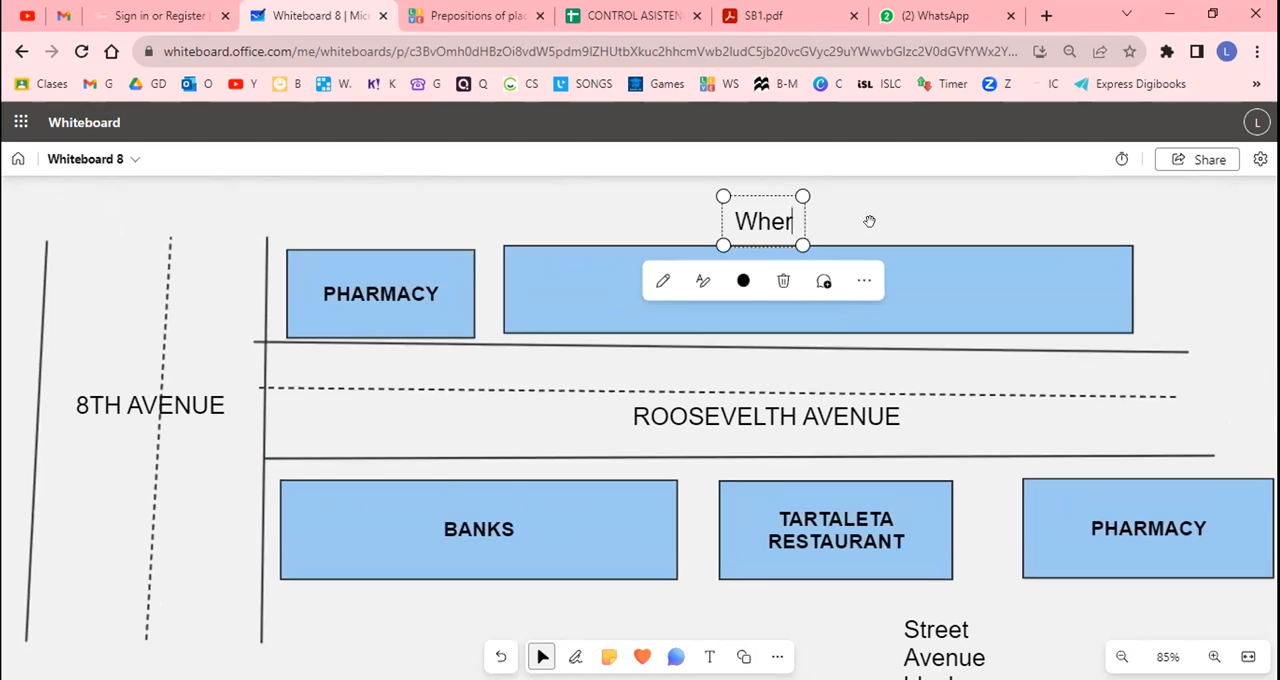 Sign in or Register
Whiteboard 8 | Mic
Prepositions of plac
CONTROL ASISTEN
SB1.pdf
(2) WhatsApp
whiteboard.office.com/me/whiteboards/p/c3BvOmh0dHBzOi8vdW5pdm9lZHUtbXkuc2hhcmVwb2ludC5jb20vcGVyc29uYWwvbGlzc2V0dGVfYWx2Y...
Clases
M G
GD
O
Y
B
W.
K
G
Q
CS
SONGS
Games
WS
B-M
C
ISLC
Timer
Z
IC
Express Digibooks
»
Whiteboard
L
Whiteboard 8
Share
Wher
PHARMACY
8TH AVENUE
ROOSEVELTH AVENUE
BANKS
TARTALETA
RESTAURANT
PHARMACY
Street
Avenue
85%